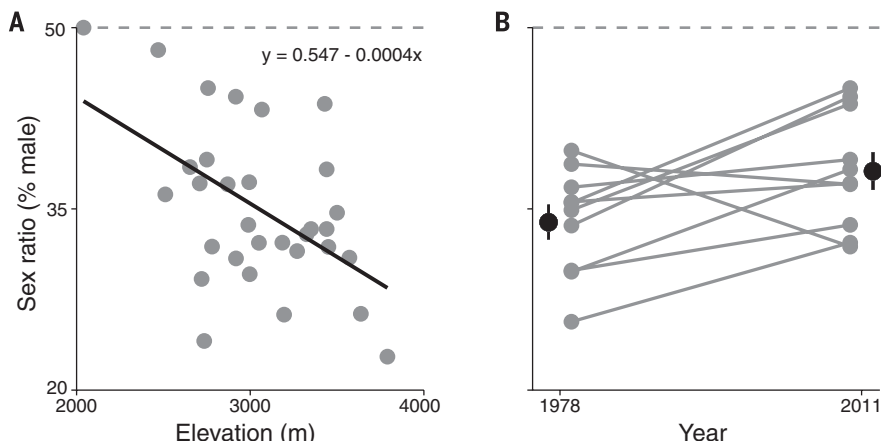 A
B
50
y = 0.547 - 0.0004x
35
20
Sex ratio (% male)
2000
3000
4000
1978
2011
Elevation (m)
Year